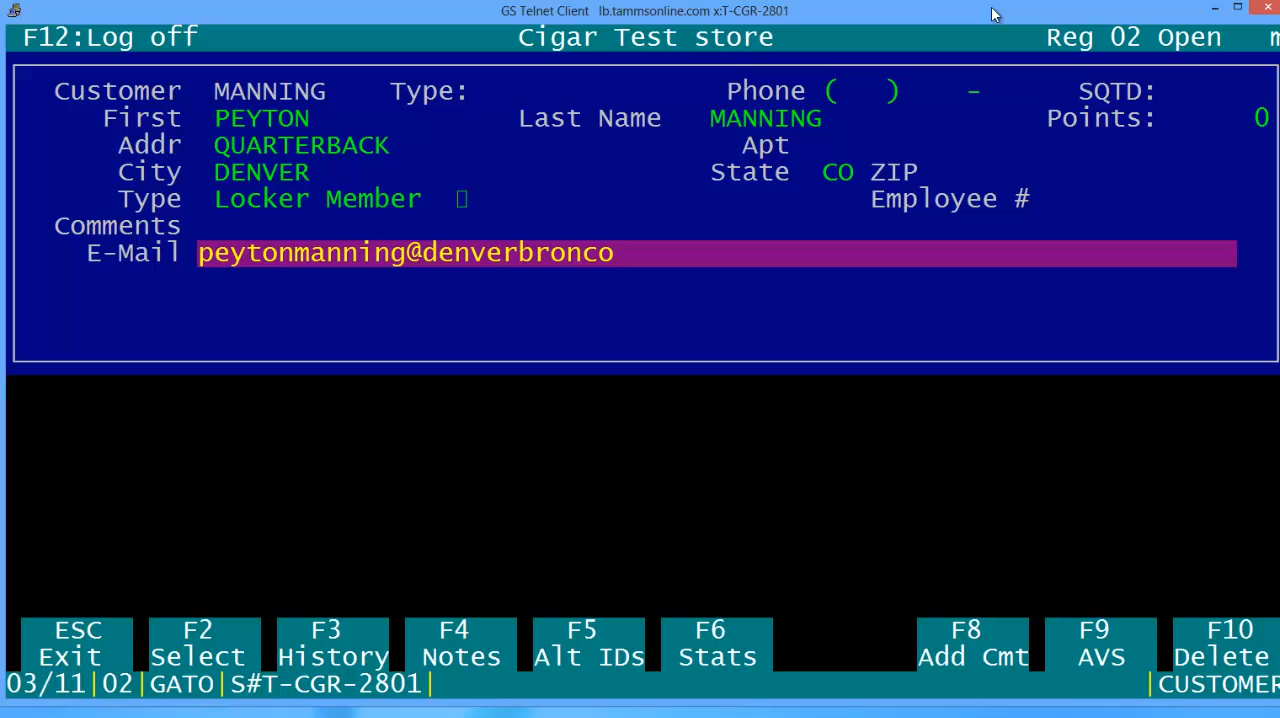 GS Telnet Client lb.tammsonline.com x:T-CGR-2801
F12:Log off Cigar Test store Reg 02 Open
Customer MANNING Type: Phone ( ) - SQTD:
First PEYTON Last Name MANNING Points: 0
Addr QUARTERBACK Apt
City DENVER State CO ZIP
Type Locker Member Employee #
Comments
E-Mail peytonmanning@denverbronco
ESC F2 F3 F4 F5 F6 F8 F9 F10
Exit Select History Notes Alt IDs Stats Add Cmt AVS Delete
03/11|02|GATO|S#T-CGR-2801| |CUSTOMER